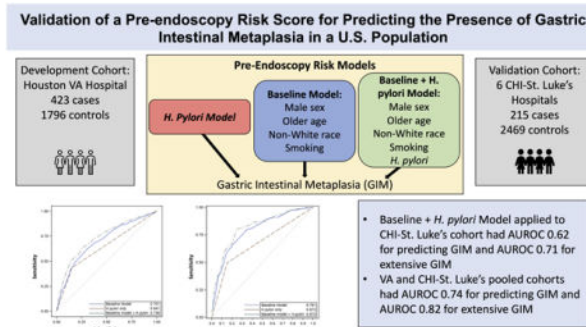 Validation of a Pre-endoscopy Risk Score for Predicting the Presence of Gastric
Intestinal Metaplasia in a U.S. Population
Development Cohort:
Houston VA Hospital
423 cases
1796 controls
Pre-Endoscopy Risk Models
H. Pylori Model
Baseline Model:
Male sex
Older age
Non-White race
Smoking
Baseline + H.
pylori Model:
Male sex
Older age
Non-White race
Smoking
H. pylori
Gastric Intestinal Metaplasia (GIM)
Validation Cohort:
6 CHI-St. Luke's
Hospitals
215 cases
2469 controls
Sensitivity
Sensitivity
• Baseline + H. pylori Model applied to
CHI-St. Luke's cohort had AUROC 0.62
for predicting GIM and AUROC 0.71 for
extensive GIM
• VA and CHI-St. Luke's pooled cohorts
had AUROC 0.74 for predicting GIM and
AUROC 0.82 for extensive GIM